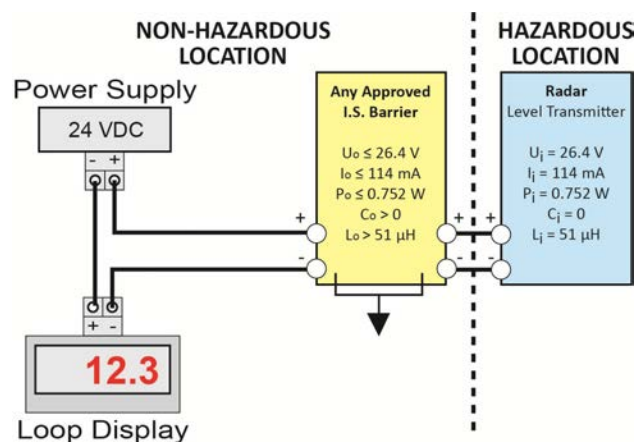 NON-HAZARDOUS
LOCATION
HAZARDOUS
LOCATION
Power Supply
24 VDC
- +
Any Approved
I.S. Barrier
Uo ≤ 26.4 V
Io ≤ 114 mA
Po ≤ 0.752 W
Co > 0
Lo > 51 µH
Radar
Level Transmitter
Ui = 26.4 V
Ii = 114 mA
Pi = 0.752 W
Ci = 0
Li = 51 µH
+ + +
- - -
+ -
12.3
Loop Display